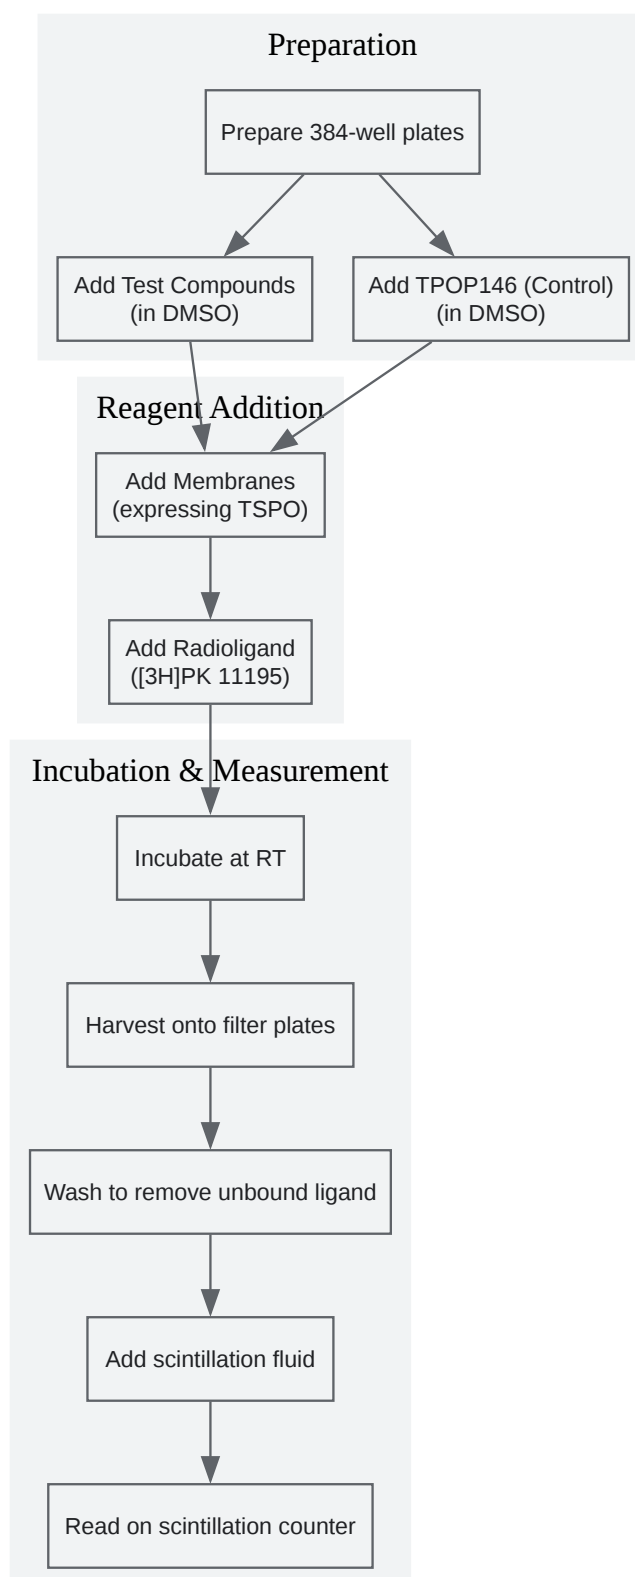 Preparation
Prepare 384-well plates
Add Test Compounds
(in DMSO)
Add TPOP146 (Control)
(in DMSO)
Reagent Addition
Add Membranes
(expressing TSPO)
Add Radioligand
([3H]PK 11195)
Incubation & Measurement
Incubate at RT
Harvest onto filter plates
Wash to remove unbound ligand
Add scintillation fluid
Read on scintillation counter